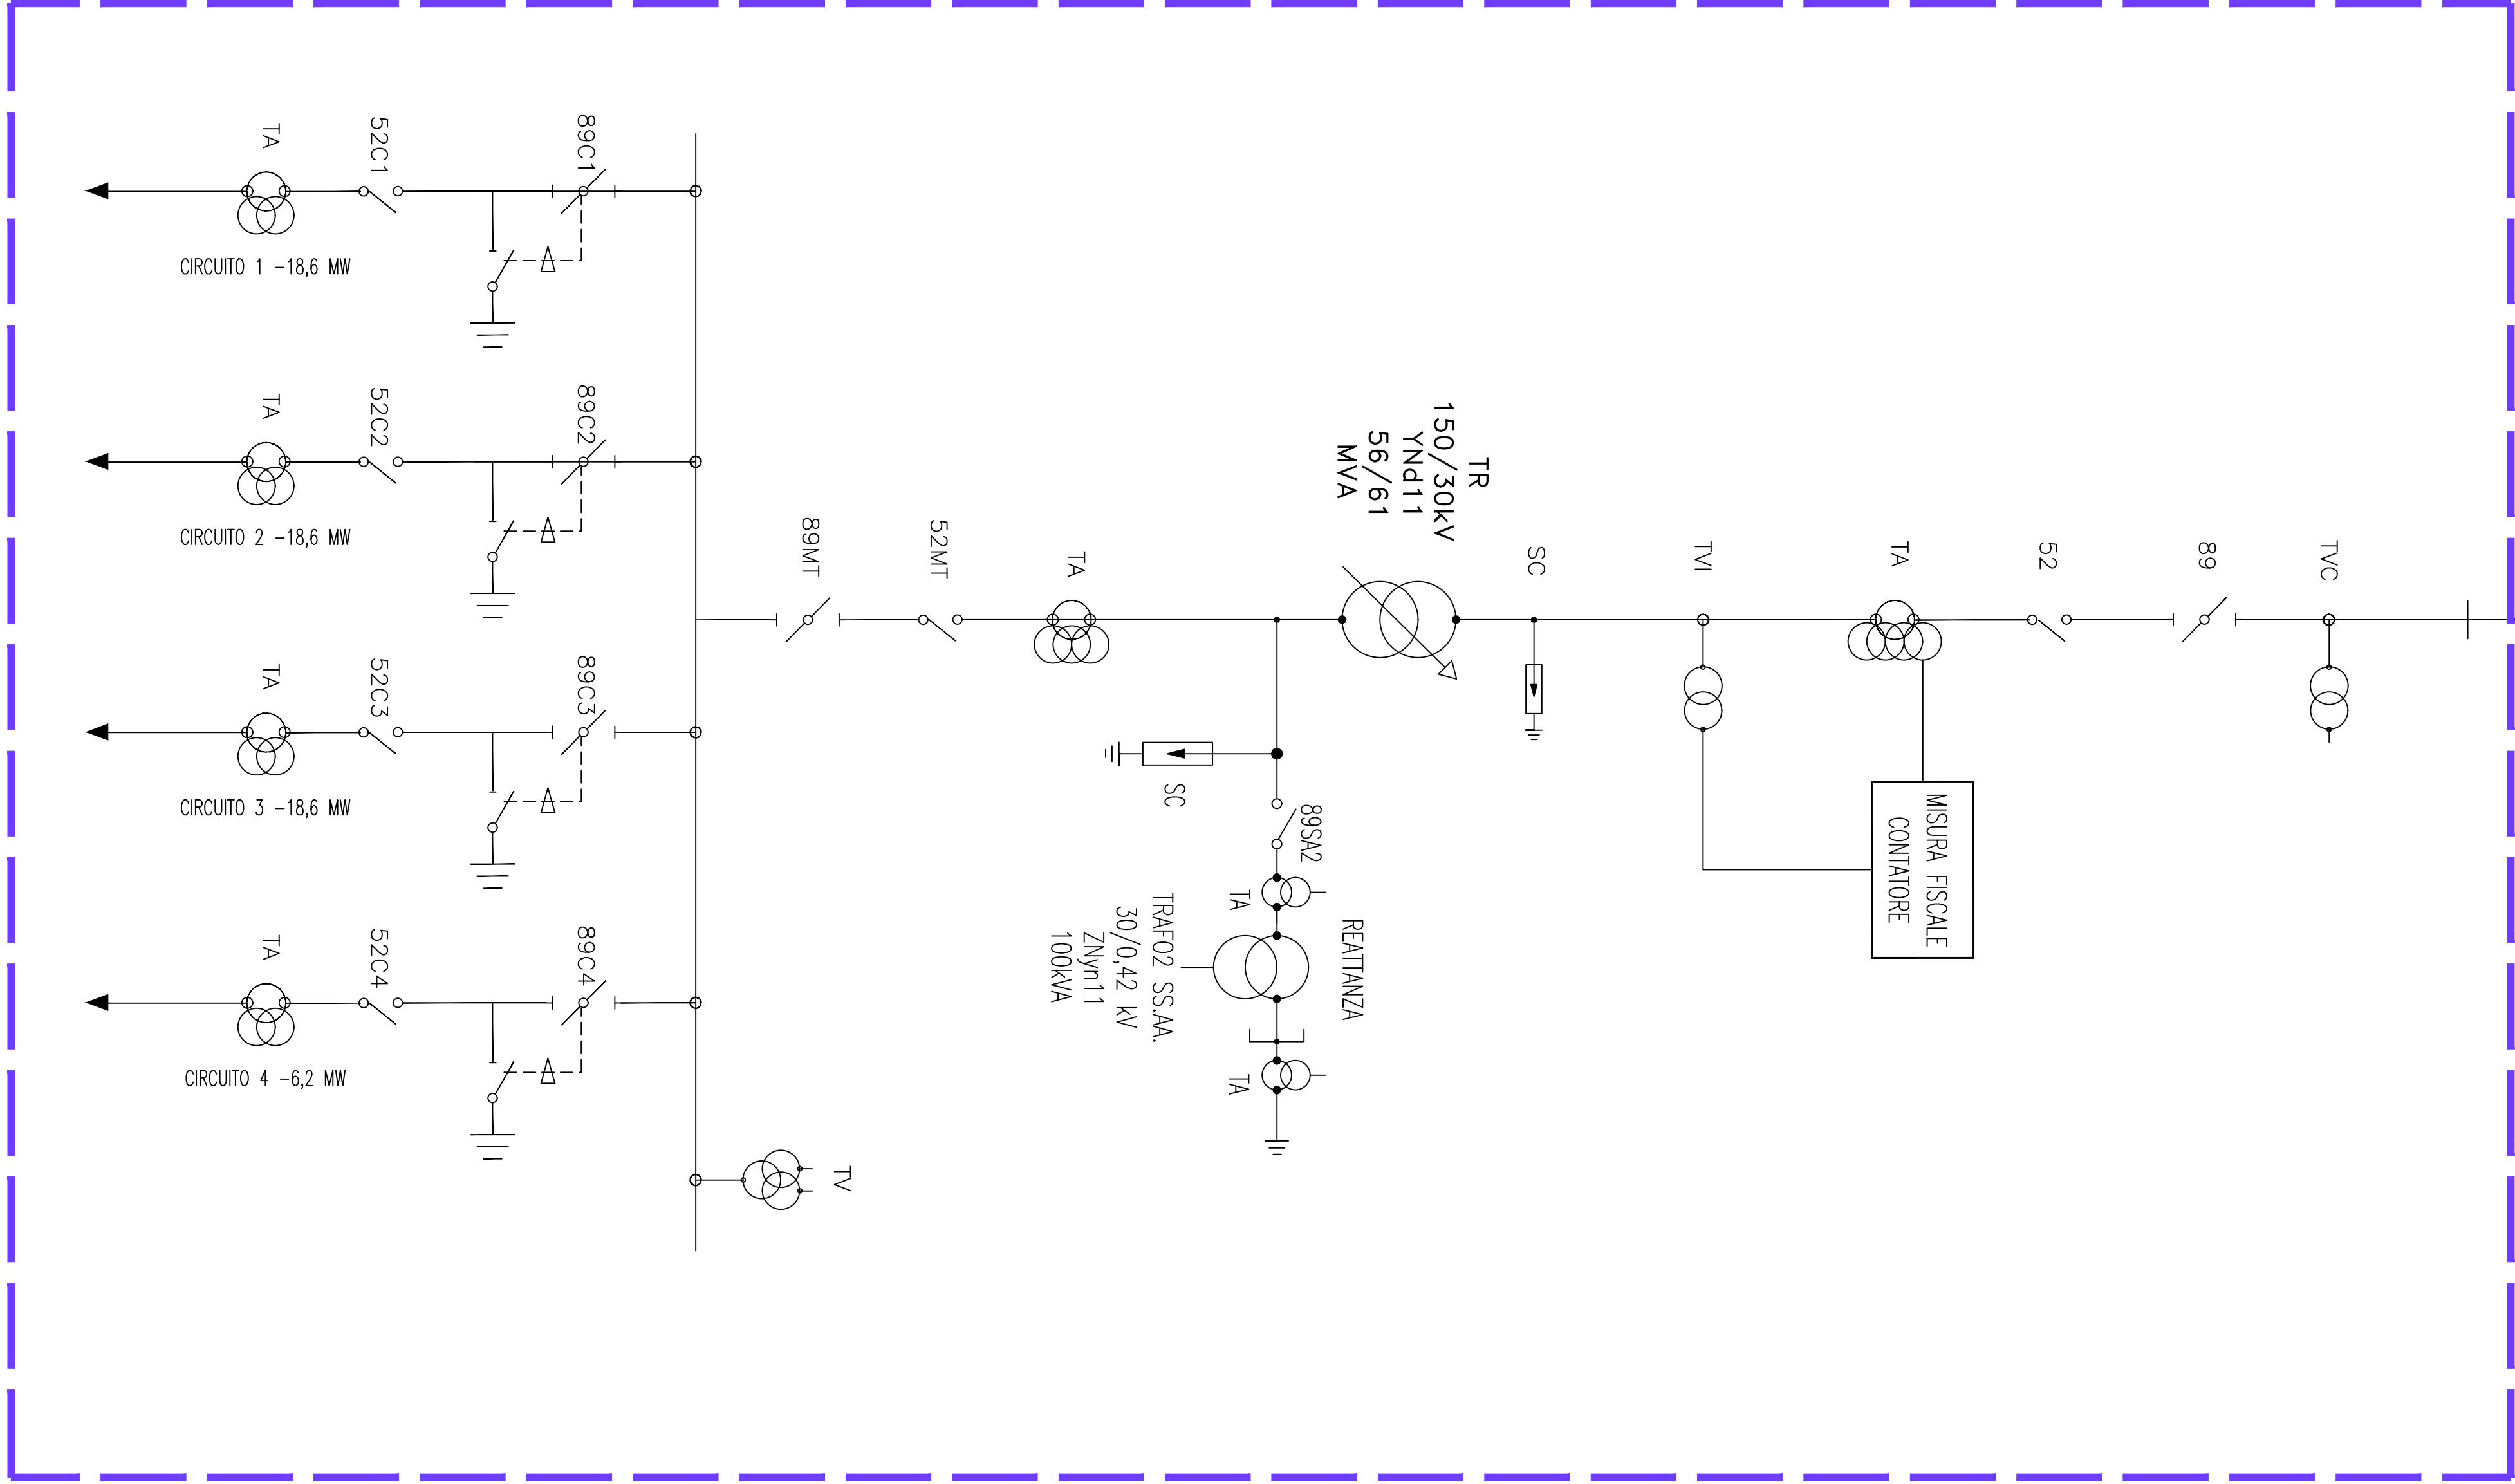 TA
52C1
89C1
CIRCUITO 1 -18,6 MW
TA
52C2
89C2
CIRCUITO 2 -18,6 MW
TA
52C3
89C3
CIRCUITO 3 -18,6 MW
TA
52C4
89C4
CIRCUITO 4 -6,2 MW
TV
89MT
52MT
TA
TR
150/30kV
YNd11
56/61
MVA
SC
TVI
TA
52
89
TVC
MISURA FISCALE
CONTATORE
SC
89SA2
TA
REATTANZA
TRAFO2 SS.AA.
30/0,42 kV
ZNyn11
100kVA
TA